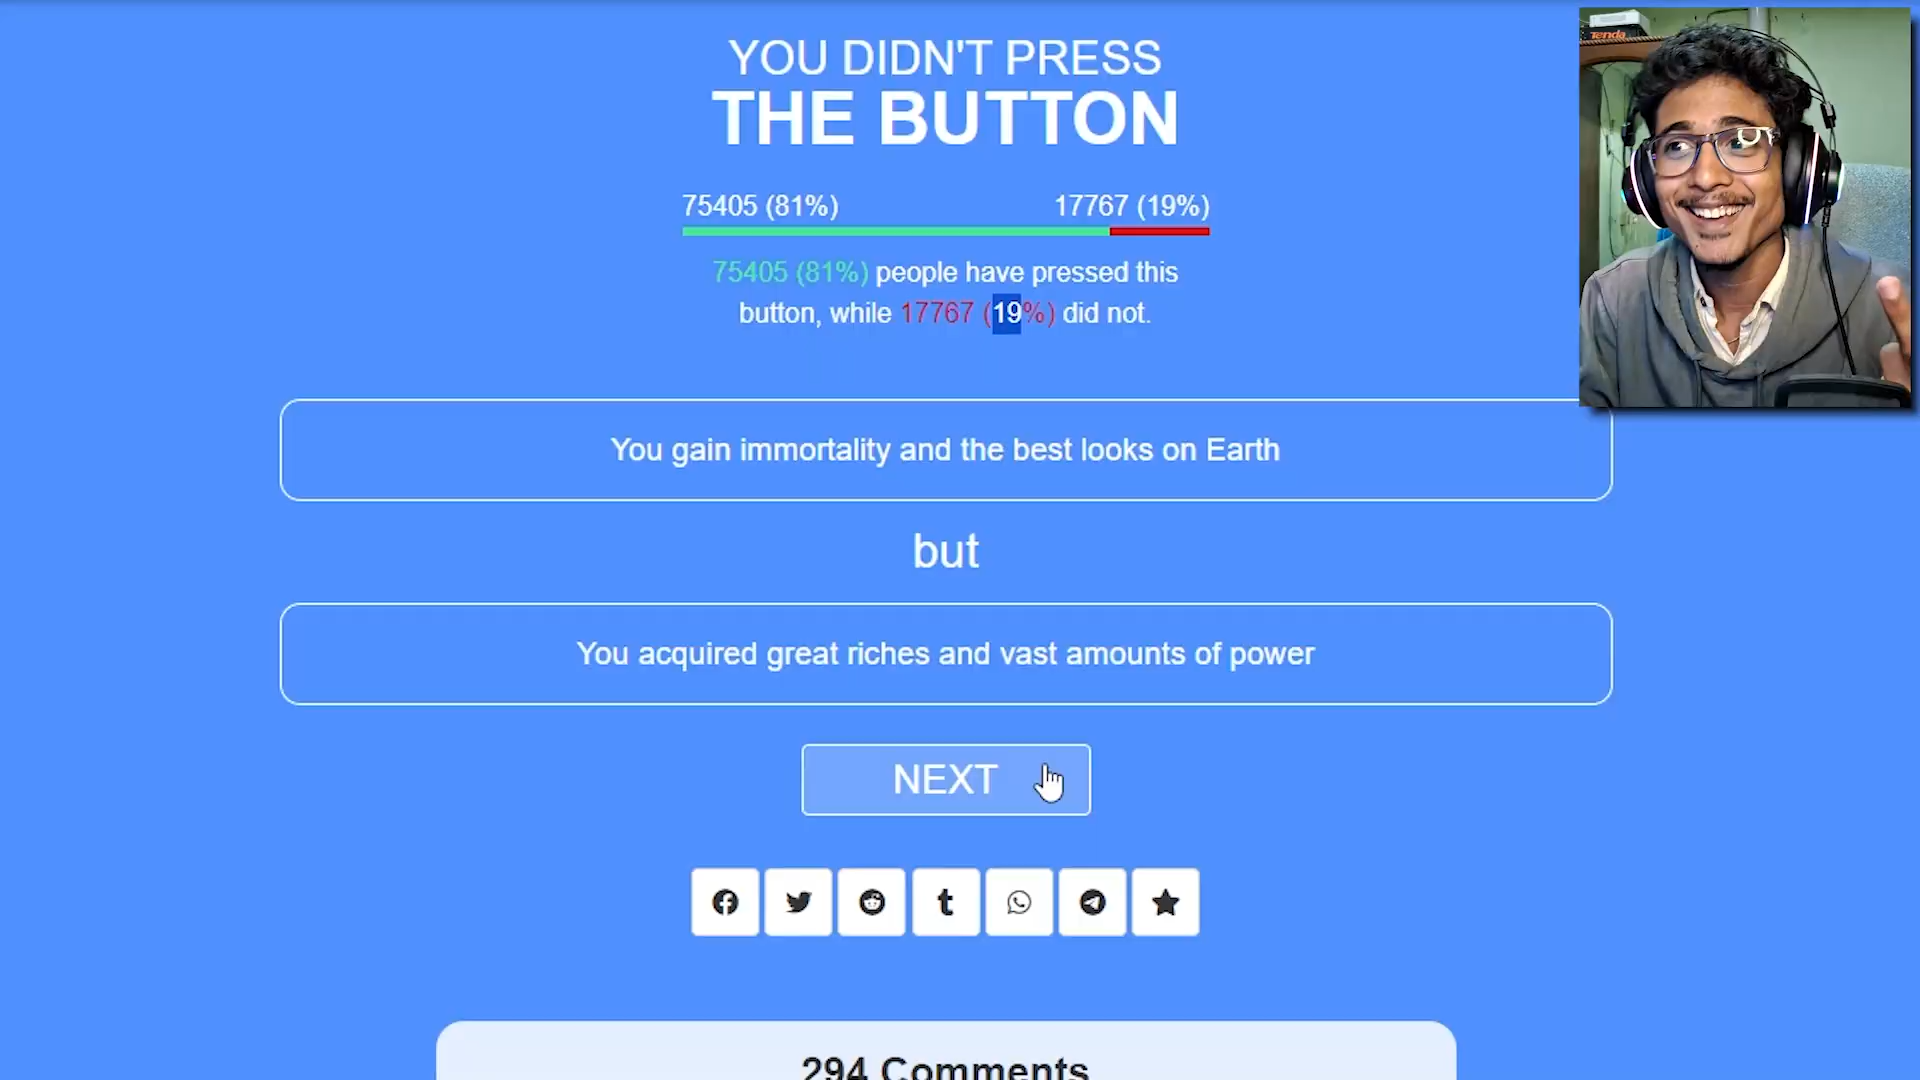 YOU DIDN'T PRESS
THE BUTTON
75405 (81%) 17767 (19%)
75405 (81%) people have pressed this
button, while 17767 (19%) did not.
You gain immortality and the best looks on Earth
but
You acquired great riches and vast amounts of power
NEXT
294 Comments
Tenda